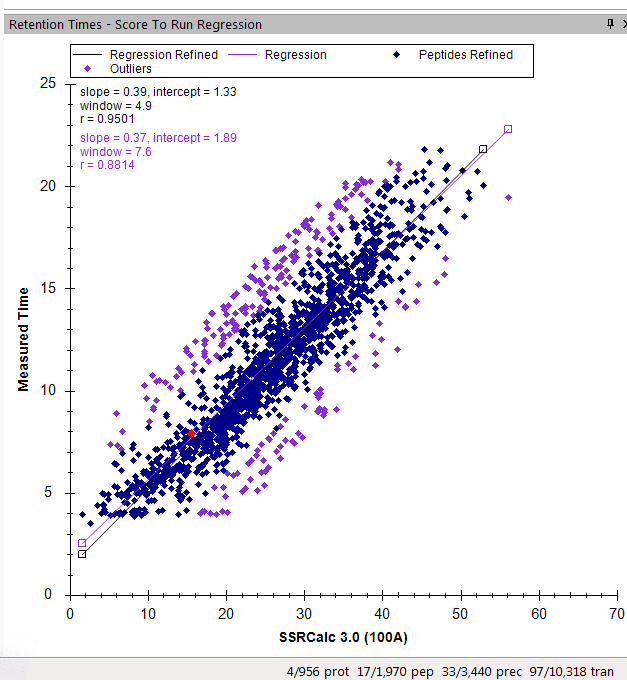 Retention Times - Score To Run Regression
Regression Refined Regression Peptides Refined
Outliers
slope = 0.39, intercept = 1.33
window = 4.9
r = 0.9501
slope = 0.37, intercept = 1.89
window = 7.6
r = 0.8814
25
20
15
10
5
0
Measured Time
0 10 20 30 40 50 60 70
SSRCalc 3.0 (100A)
4/956 prot 17/1,970 pep 33/3,440 prec 97/10,318 tran